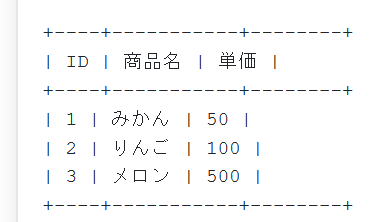 +----+-----------+--------+
| ID | 商品名 | 単価 |
+----+-----------+--------+
| 1 | みかん | 50 |
| 2 | りんご | 100 |
| 3 | メロン | 500 |
+----+-----------+--------+